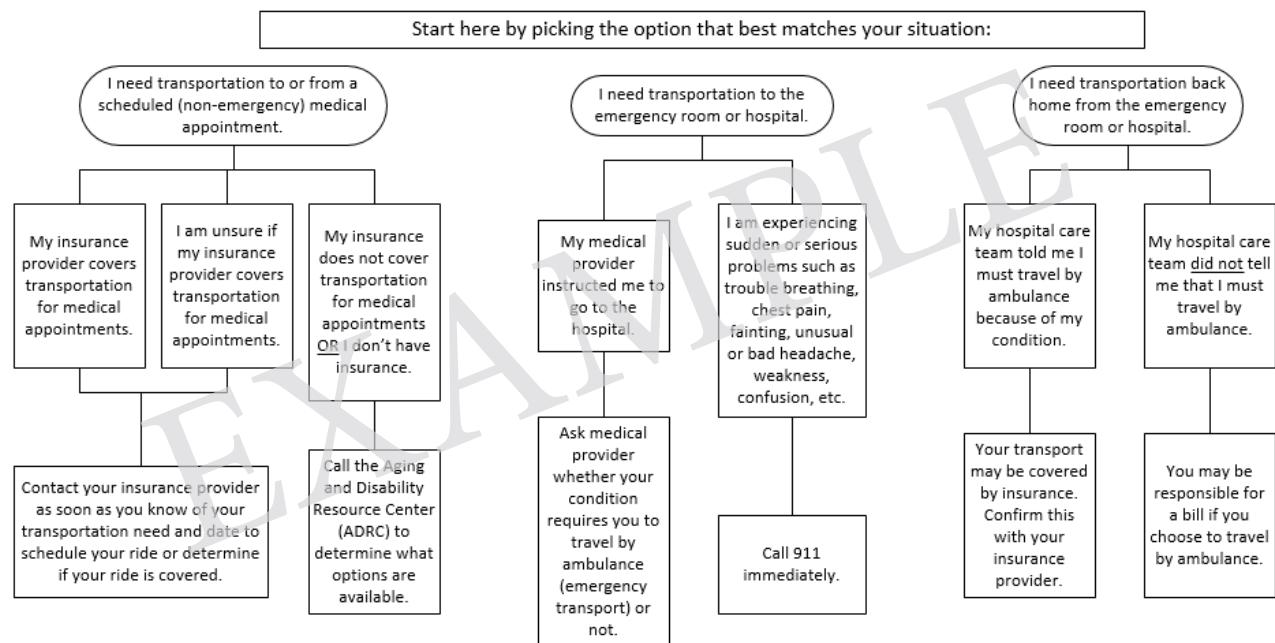 Start here by picking the option that best matches your situation:
I need transportation to or from a
scheduled (non-emergency) medical
appointment.
My insurance
provider covers
transportation
for medical
appointments.
I am unsure if
my insurance
provider covers
transportation
for medical
appointments.
Contact your insurance provider
as soon as you know of your
transportation need and date to
schedule your ride or determine
if your ride is covered.
My insurance
does not cover
transportation
for medical
appointments
OR I don't have
insurance.
Call the Aging
and Disability
Resource Center
(ADRC) to
determine what
options are
available.
I need transportation to the
emergency room or hospital.
My medical
provider
instructed me to
go to the
hospital.
Ask medical
provider
whether your
condition
requires you to
travel by
ambulance
(emergency
transport) or
not.
I am experiencing
sudden or serious
problems such as
trouble breathing,
chest pain,
fainting, unusual
or bad headache,
weakness,
confusion, etc.
Call 911
immediately.
I need transportation back
home from the emergency
room or hospital.
My hospital care
team told me I
must travel by
ambulance
because of my
condition.
Your transport
may be covered
by insurance.
Confirm this
with your
insurance
provider.
My hospital care
team did not tell
me that I must
travel by
ambulance.
You may be
responsible for
a bill if you
choose to travel
by ambulance.
EXAMPLE